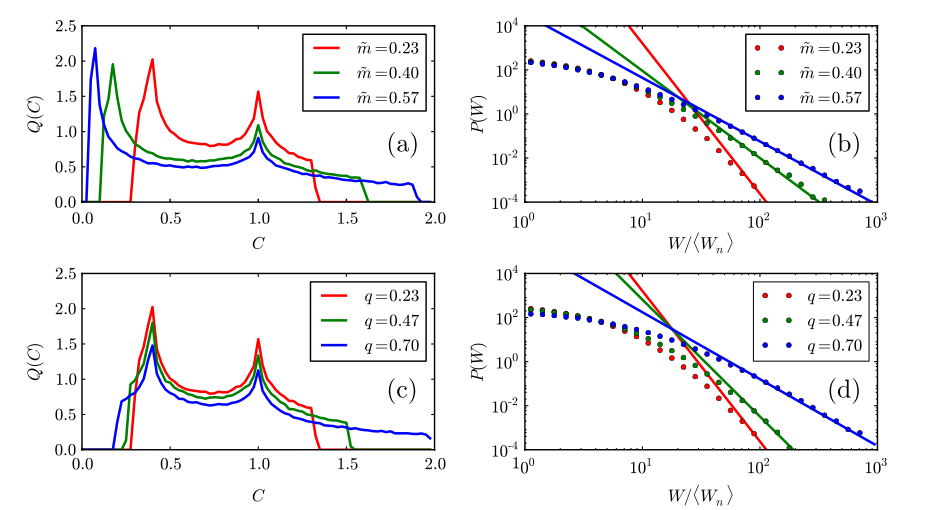 Q(C)
2.5
2.0
1.5
1.0
0.5
0.0
0.0 0.5 1.0 1.5 2.0
C
m̃=0.23
m̃=0.40
m̃=0.57
(a)
P(W)
10^4
10^2
10^0
10^-2
10^-4
10^0 10^1 10^2 10^3
W/⟨W_n⟩
m̃=0.23
m̃=0.40
m̃=0.57
(b)
Q(C)
2.5
2.0
1.5
1.0
0.5
0.0
0.0 0.5 1.0 1.5 2.0
C
q=0.23
q=0.47
q=0.70
(c)
P(W)
10^4
10^2
10^0
10^-2
10^-4
10^0 10^1 10^2 10^3
W/⟨W_n⟩
q=0.23
q=0.47
q=0.70
(d)